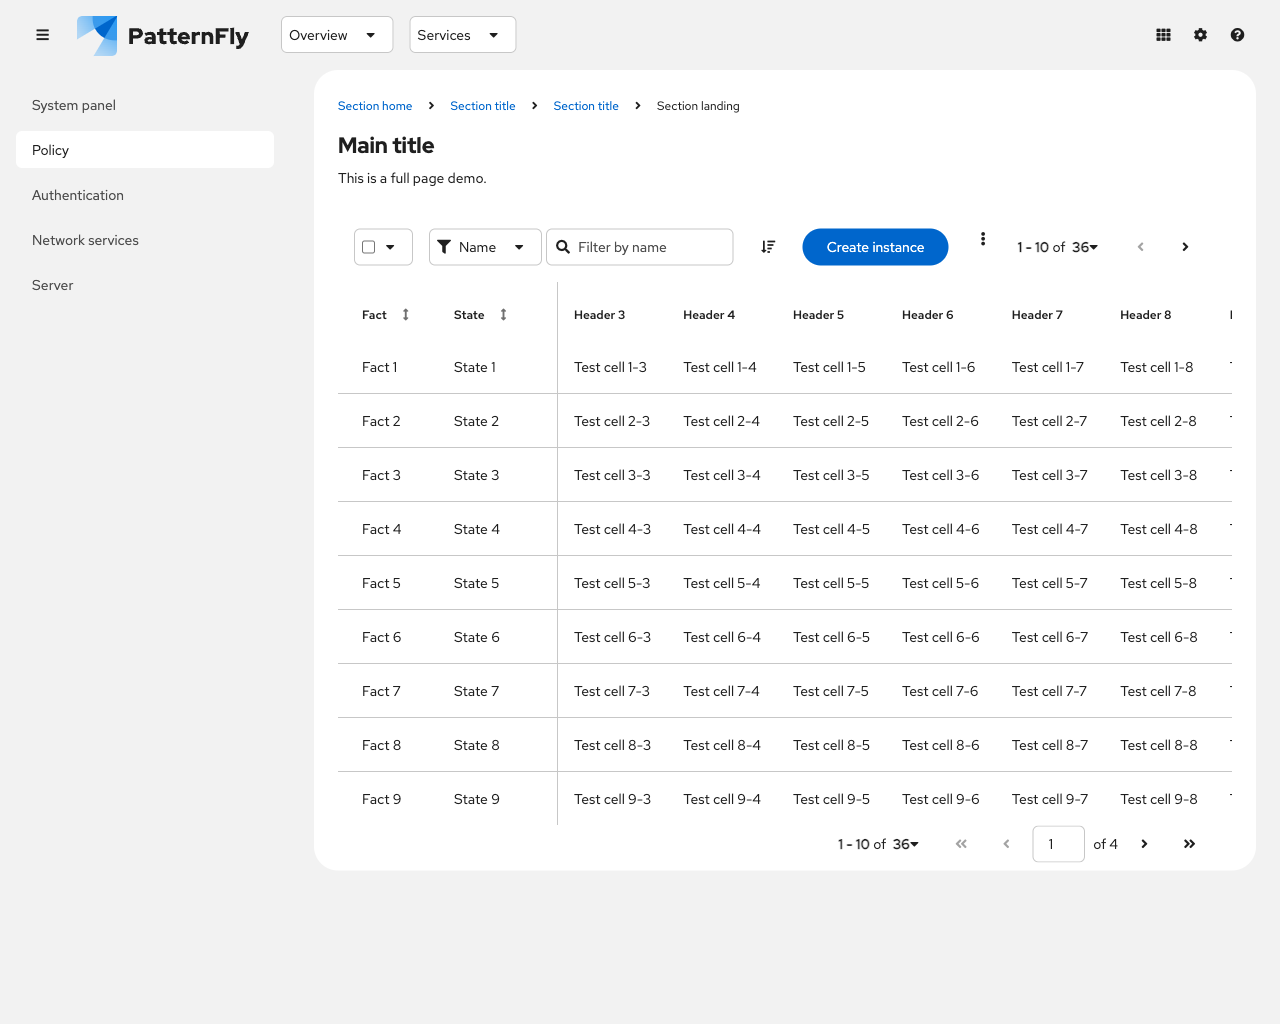 PatternFly Overview Services
System panel
Policy
Authentication
Network services
Server
Section home Section title Section title Section landing
Main title
This is a full page demo.
Name Filter by name Create instance 1 - 10 of 36
Fact State Header 3 Header 4 Header 5 Header 6 Header 7 Header 8
Fact 1 State 1 Test cell 1-3 Test cell 1-4 Test cell 1-5 Test cell 1-6 Test cell 1-7 Test cell 1-8
Fact 2 State 2 Test cell 2-3 Test cell 2-4 Test cell 2-5 Test cell 2-6 Test cell 2-7 Test cell 2-8
Fact 3 State 3 Test cell 3-3 Test cell 3-4 Test cell 3-5 Test cell 3-6 Test cell 3-7 Test cell 3-8
Fact 4 State 4 Test cell 4-3 Test cell 4-4 Test cell 4-5 Test cell 4-6 Test cell 4-7 Test cell 4-8
Fact 5 State 5 Test cell 5-3 Test cell 5-4 Test cell 5-5 Test cell 5-6 Test cell 5-7 Test cell 5-8
Fact 6 State 6 Test cell 6-3 Test cell 6-4 Test cell 6-5 Test cell 6-6 Test cell 6-7 Test cell 6-8
Fact 7 State 7 Test cell 7-3 Test cell 7-4 Test cell 7-5 Test cell 7-6 Test cell 7-7 Test cell 7-8
Fact 8 State 8 Test cell 8-3 Test cell 8-4 Test cell 8-5 Test cell 8-6 Test cell 8-7 Test cell 8-8
Fact 9 State 9 Test cell 9-3 Test cell 9-4 Test cell 9-5 Test cell 9-6 Test cell 9-7 Test cell 9-8
1 - 10 of 36 1 of 4